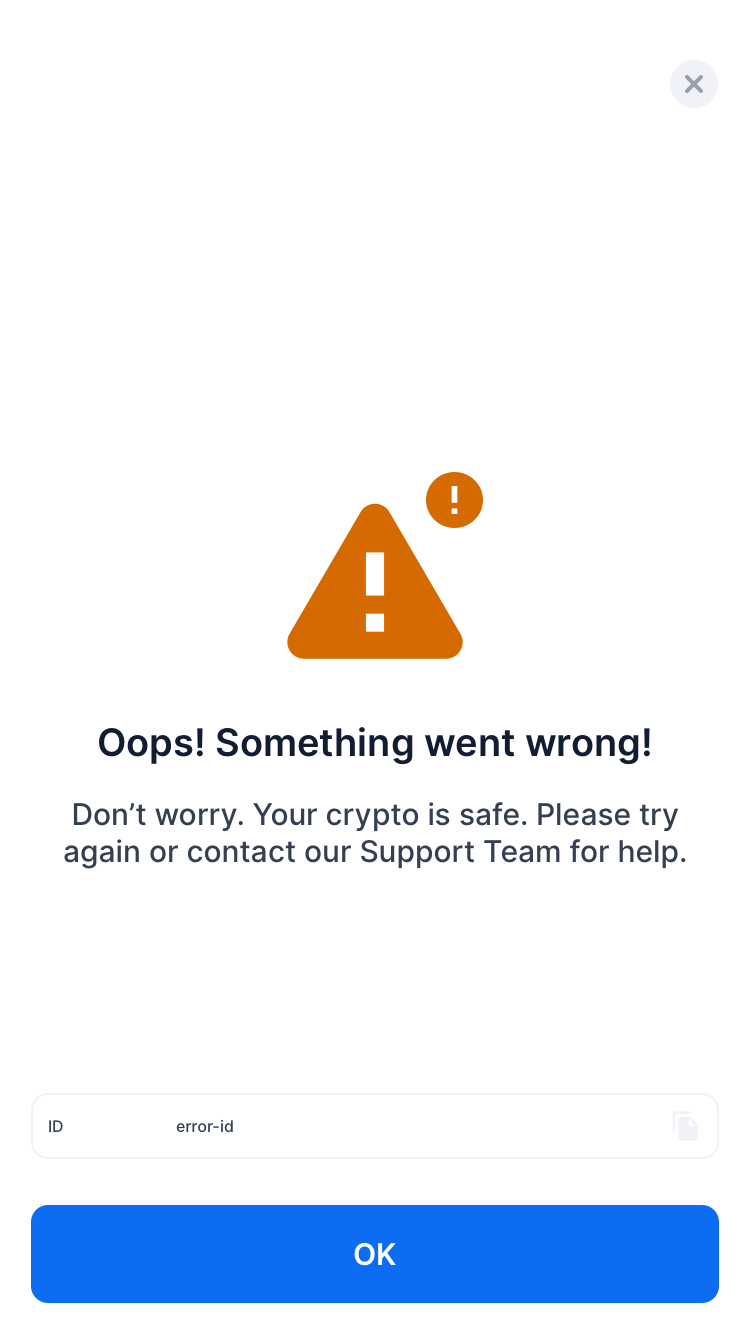 Oops! Something went wrong!
Don’t worry. Your crypto is safe. Please try
again or contact our Support Team for help.
ID error-id
OK